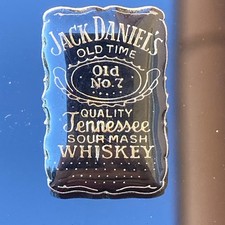 JACK DANIEL'S
OLD TIME
Old
No.7
QUALITY
Tennessee
SOUR MASH
WHISKEY